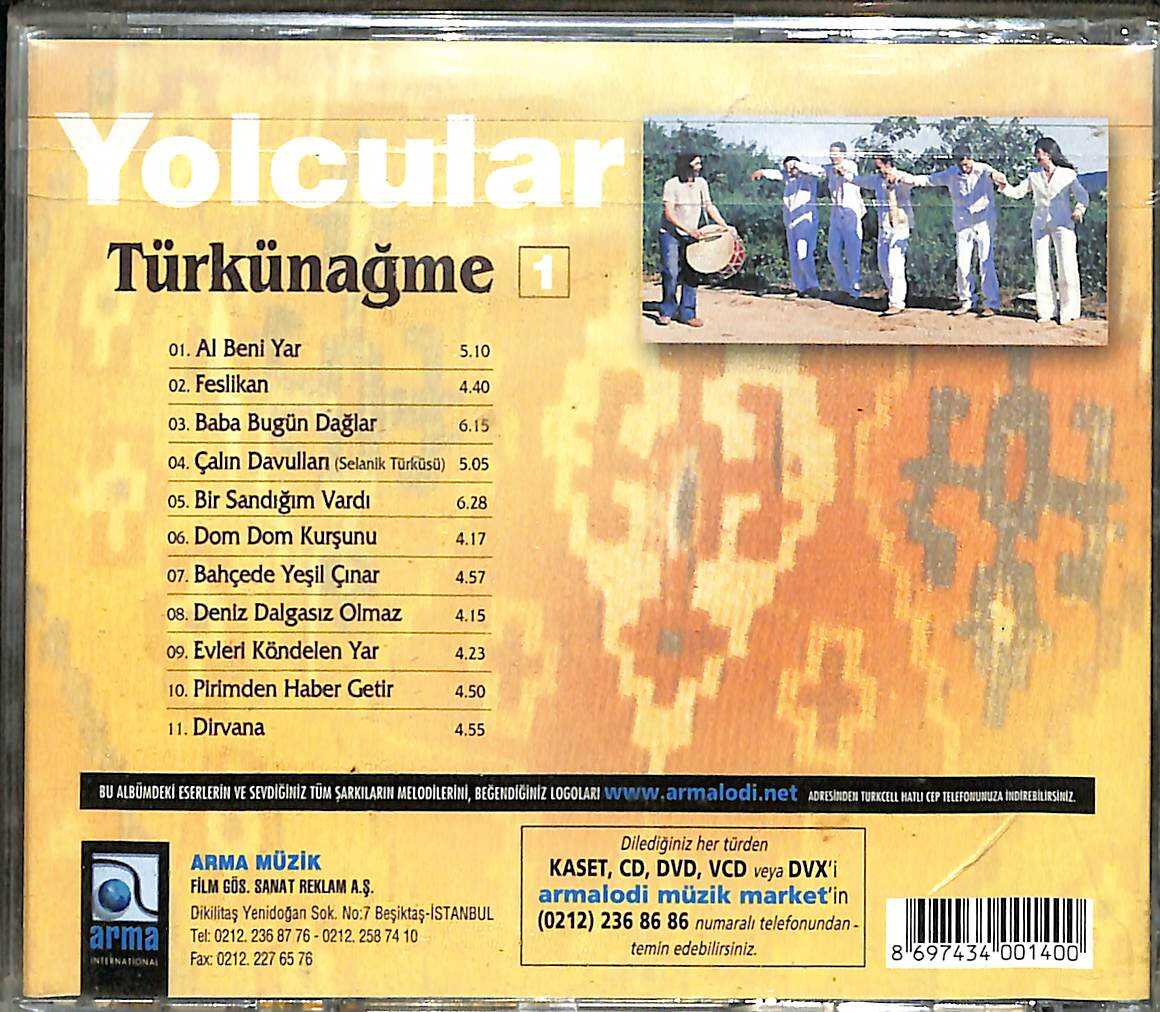 Yolcular
Türkünağme 1
01. Al Beni Yar 5.10
02. Feslikan 4.40
03. Baba Bugün Dağlar 6.15
04. Çalın Davulları (Selanik Türküsü) 5.05
05. Bir Sandığım Vardı 6.28
06. Dom Dom Kurşunu 4.17
07. Bahçede Yeşil Çınar 4.57
08. Deniz Dalgasız Olmaz 4.15
09. Evleri Köndelen Yar 4.23
10. Pirimden Haber Getir 4.50
11. Dirvana 4.55
BU ALBÜMDEKİ ESERLERİN VE SEVDİĞİNİZ TÜM ŞARKILARIN MELODİLERİNİ, BEĞENDİĞİNİZ LOGOLARI www.armalodi.net ADRESİNDEN TURKCELL HATLI CEP TELEFONUNUZA İNDİREBİLİRSİNİZ.
arma
INTERNATIONAL
ARMA MÜZİK
FİLM GÖS. SANAT REKLAM A.Ş.
Dikilitaş Yenidoğan Sok. No:7 Beşiktaş-İSTANBUL
Tel: 0212. 236 87 76 - 0212. 258 74 10
Fax: 0212. 227 65 76
Dilediğiniz her türden
KASET, CD, DVD, VCD veya DVX'i
armalodi müzik market'in
(0212) 236 86 86 numaralı telefonundan -
temin edebilirsiniz.
8 697434 001400